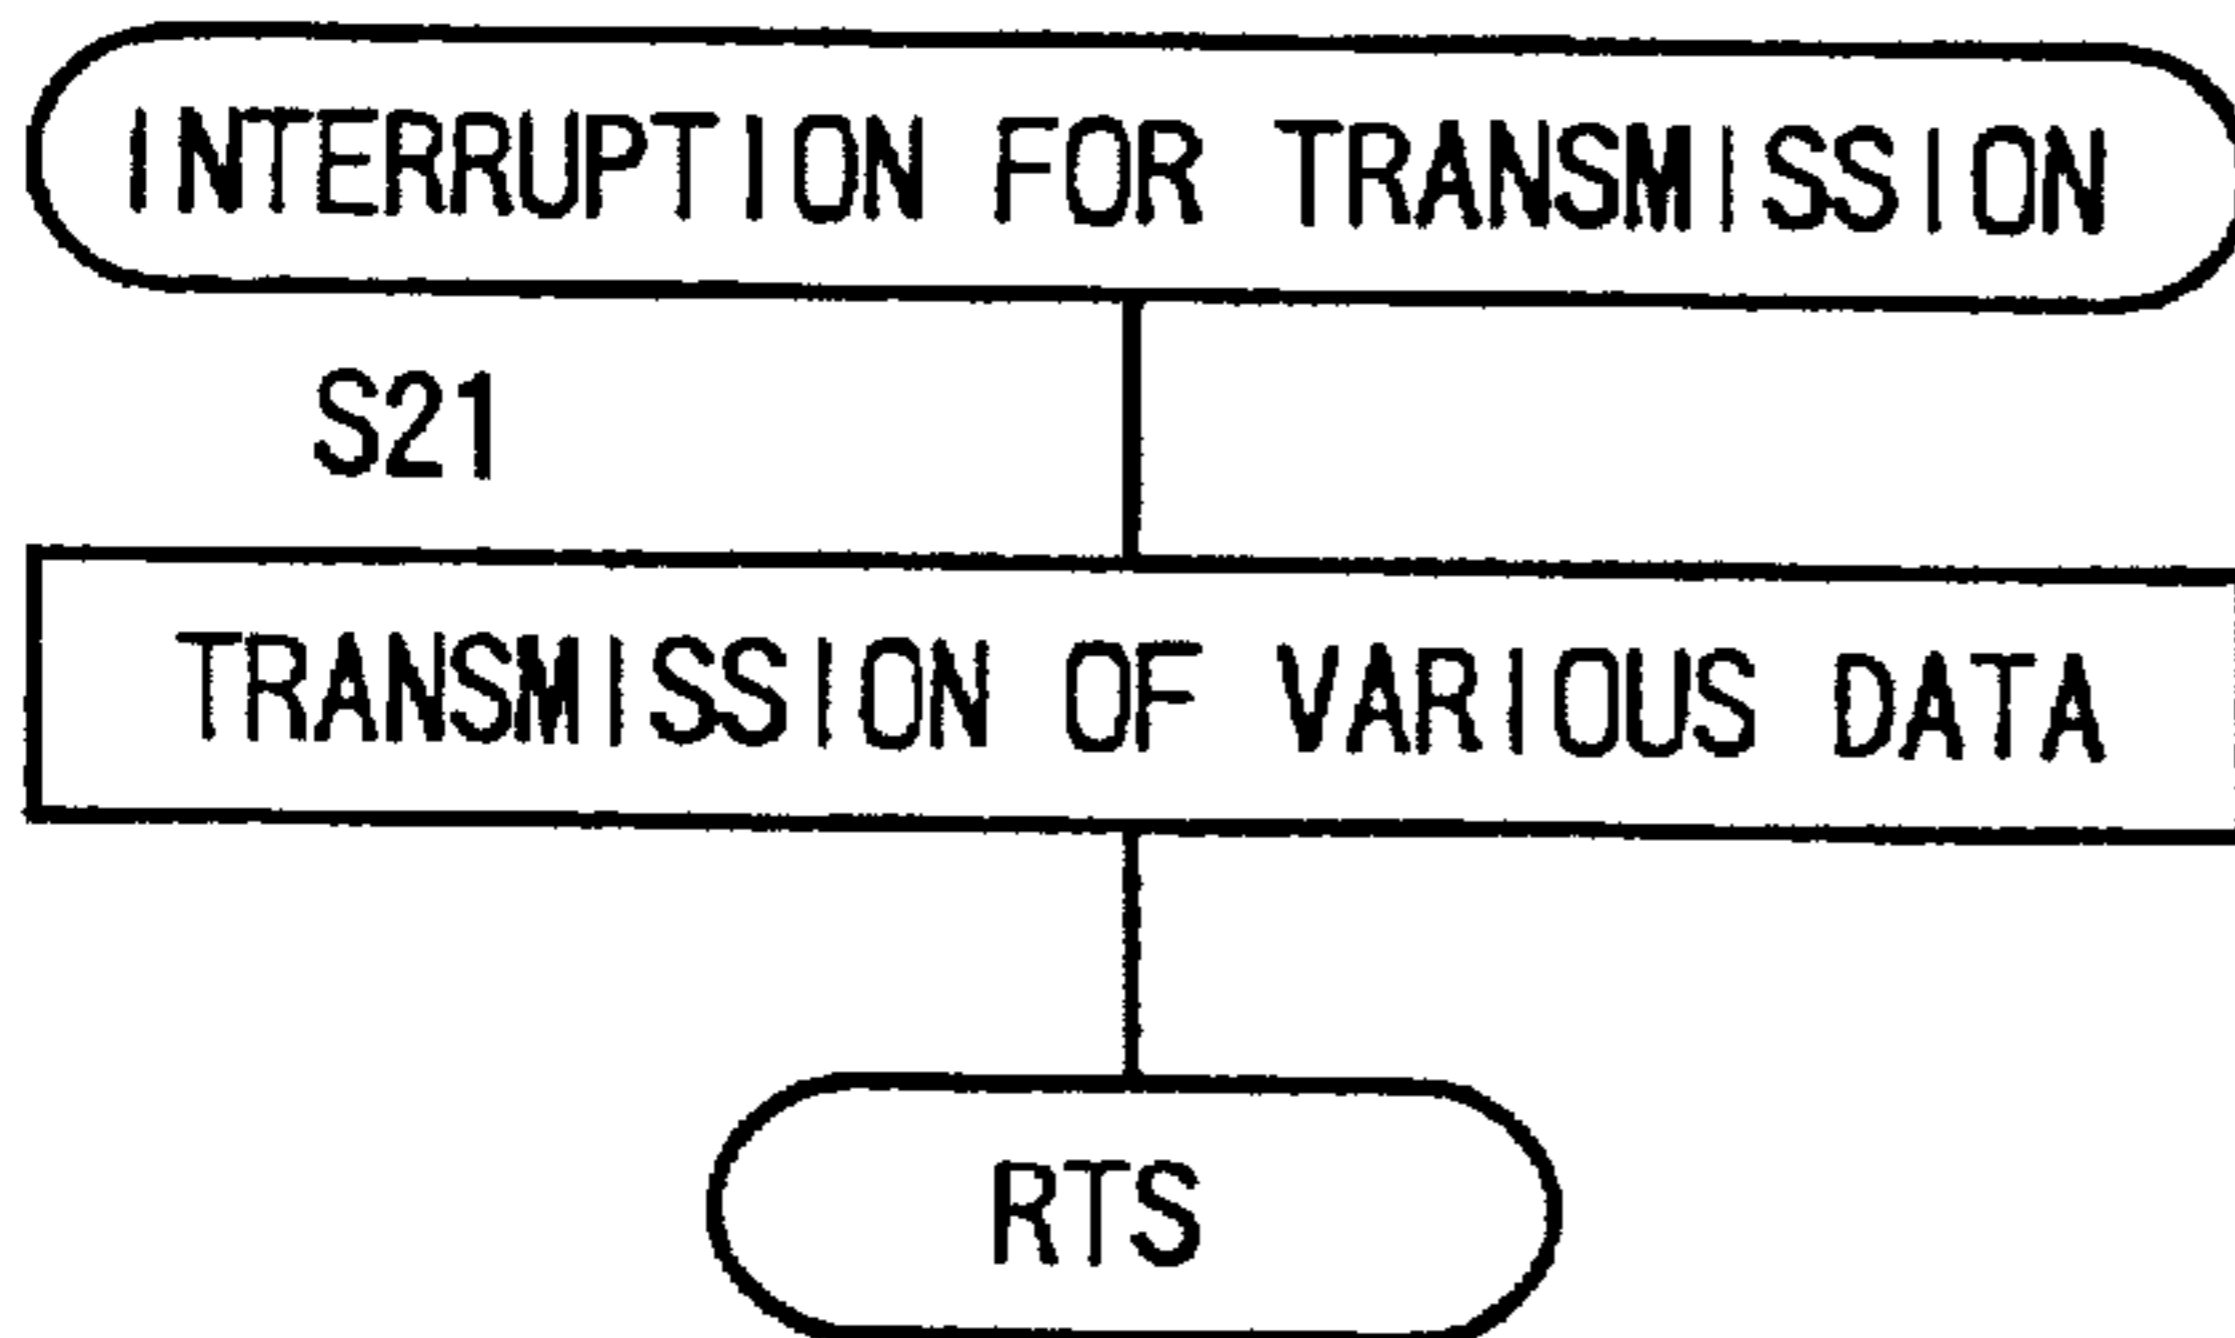 INTERRUPTION FOR TRANSMISSION
S21
TRANSMISSION OF VARIOUS DATA
RTS